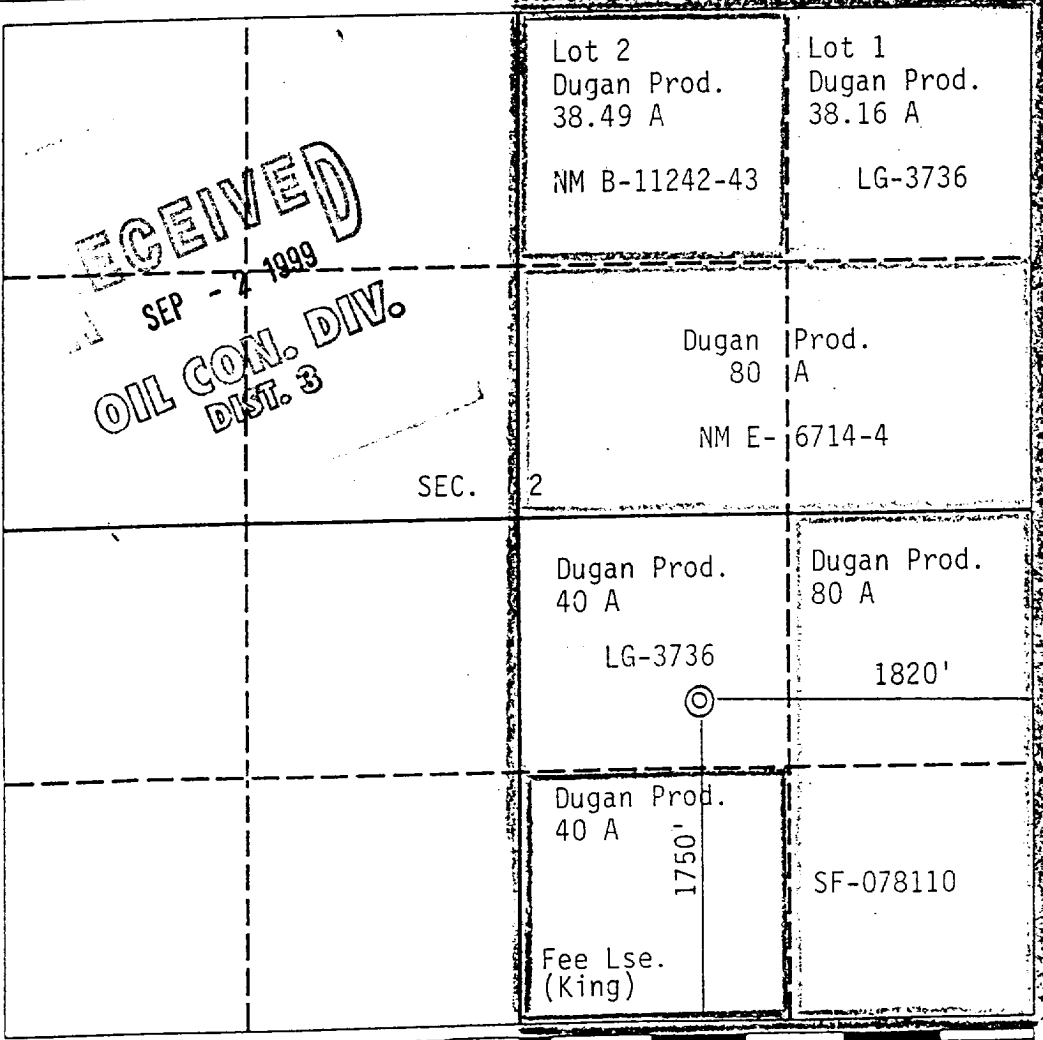 Lot 2
Dugan Prod.
38.49 A
NM B-11242-43
Lot 1
Dugan Prod.
38.16 A
LG-3736
ECEIVED
SEP - 2 1999
OIL CON. DIV.
DIST. 3
Dugan Prod.
80 A
NM E-6714-4
SEC. 2
Dugan Prod.
40 A
LG-3736
Dugan Prod.
80 A
1820'
Dugan Prod.
40 A
1750'
Fee Lse.
(King)
SF-078110